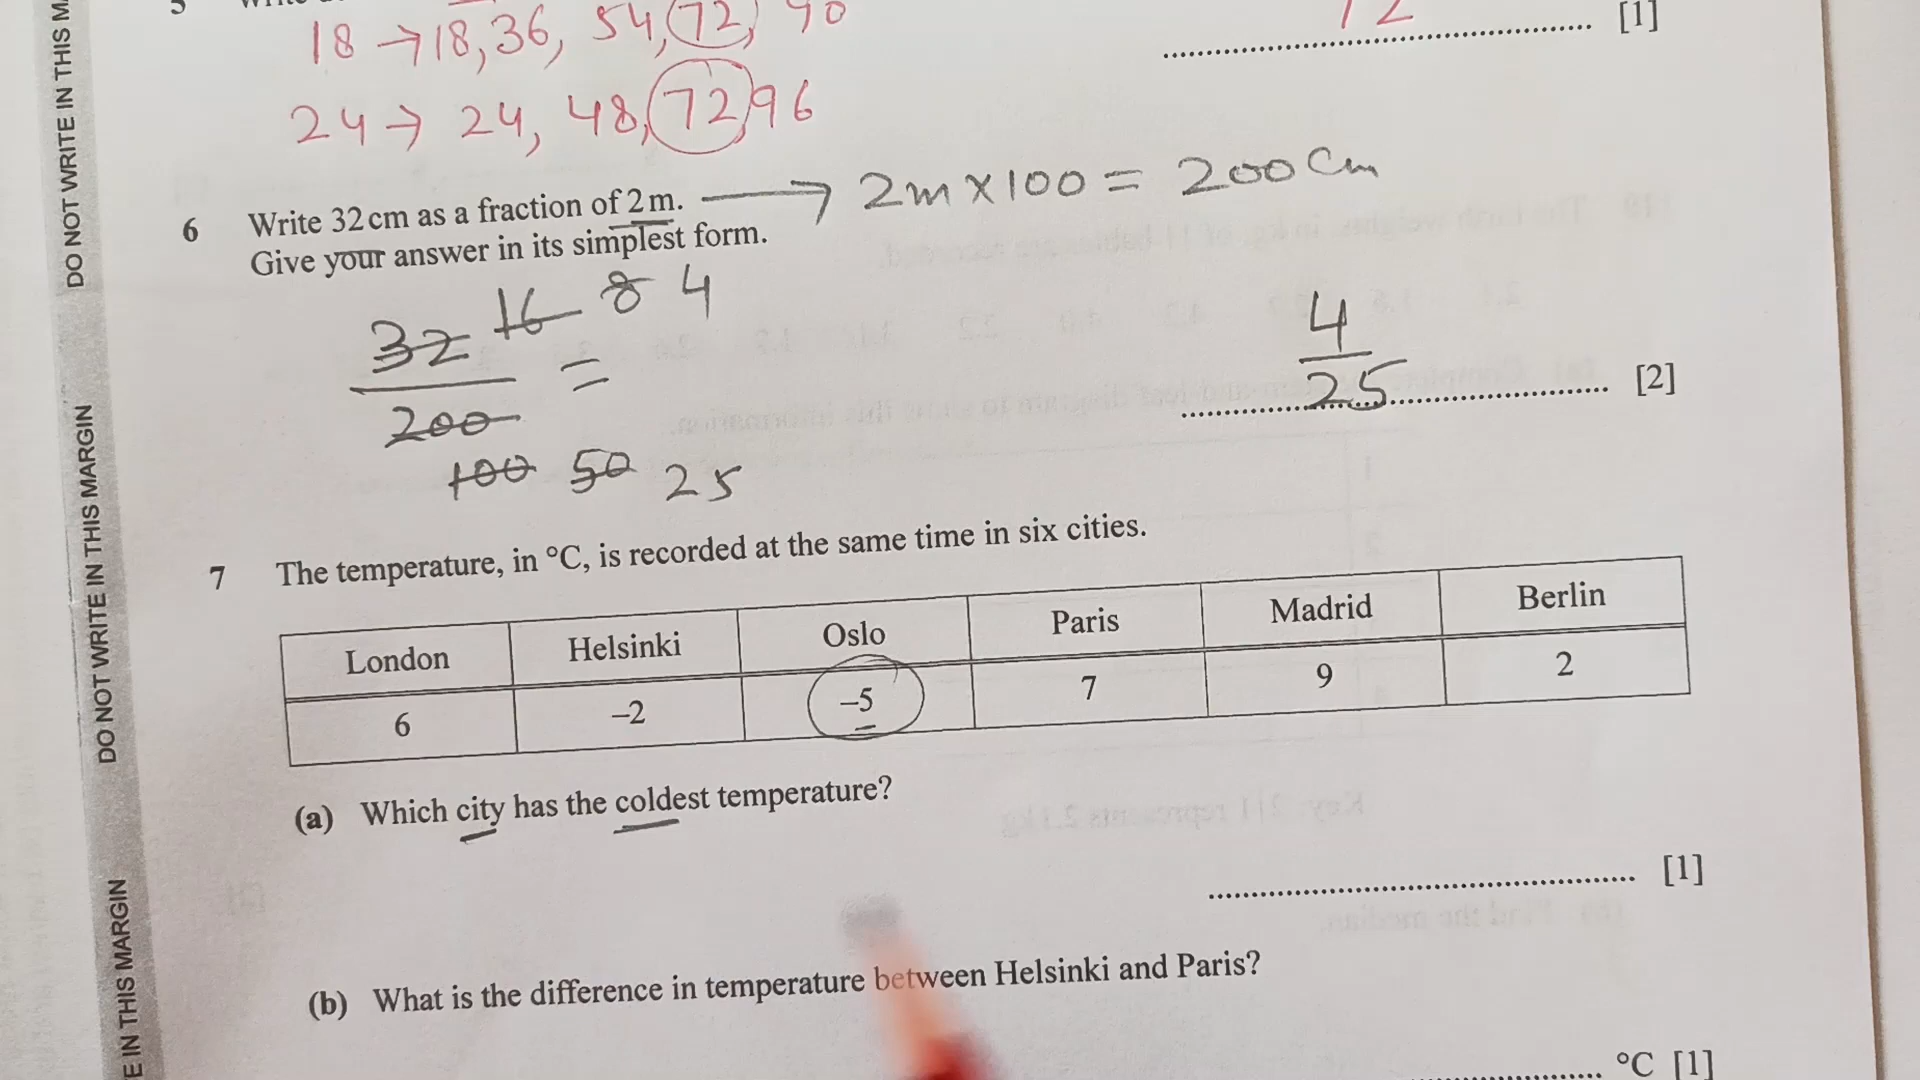 5
18 → 18, 36, 54, 72, 90
72 [1]
24 → 24, 48, 72, 96
6 Write 32 cm as a fraction of 2 m. → 2m × 100 = 200 cm
Give your answer in its simplest form.
32 16 8 4
=
200
100 50 25
4
25 [2]
7 The temperature, in °C, is recorded at the same time in six cities.
London Helsinki Oslo Paris Madrid Berlin
6 –2 –5 7 9 2
(a) Which city has the coldest temperature?
[1]
(b) What is the difference in temperature between Helsinki and Paris?
°C [1]
DO NOT WRITE IN THIS M
DO NOT WRITE IN THIS MARGIN
E IN THIS MARGIN